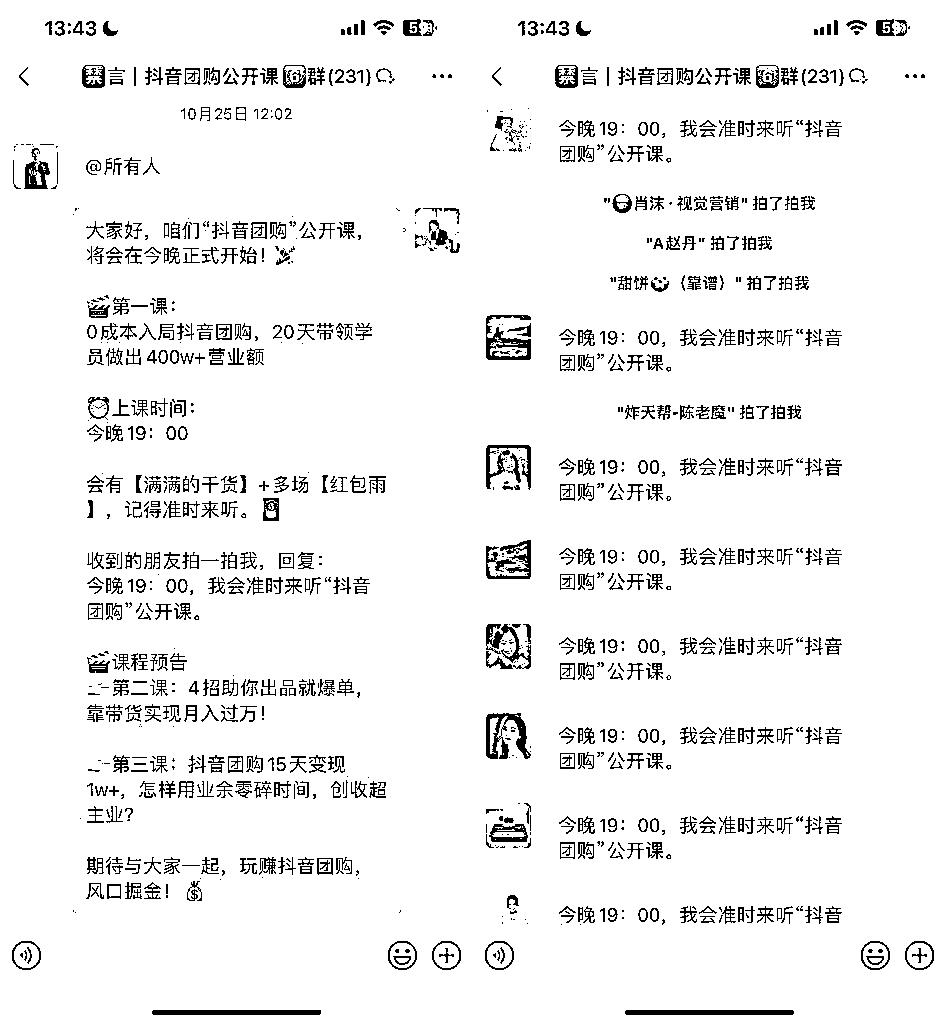 13:43
59
禁言｜抖音团购公开课⑥群(231)
10月25日 12:02
@所有人
大家好，咱们“抖音团购”公开课，
将会在今晚正式开始！
第一课：
0成本入局抖音团购，20天带领学
员做出400w+营业额
上课时间：
今晚19：00
会有【满满的干货】+多场【红包雨
】，记得准时来听。
收到的朋友拍一拍我，回复：
今晚19：00，我会准时来听“抖音
团购”公开课。
课程预告
第二课：4招助你出品就爆单，
靠带货实现月入过万！
第三课：抖音团购15天变现
1w+，怎样用业余零碎时间，创收超
主业？
期待与大家一起，玩赚抖音团购，
风口掘金！
13:43
59
禁言｜抖音团购公开课⑥群(231)
今晚19：00，我会准时来听“抖音
团购”公开课。
"肖沫·视觉营销" 拍了拍我
"A赵丹" 拍了拍我
"甜饼（靠谱）" 拍了拍我
今晚19：00，我会准时来听“抖音
团购”公开课。
"炸天帮-陈老魔" 拍了拍我
今晚19：00，我会准时来听“抖音
团购”公开课。
今晚19：00，我会准时来听“抖音
团购”公开课。
今晚19：00，我会准时来听“抖音
团购”公开课。
今晚19：00，我会准时来听“抖音
团购”公开课。
今晚19：00，我会准时来听“抖音
团购”公开课。
今晚19：00，我会准时来听“抖音